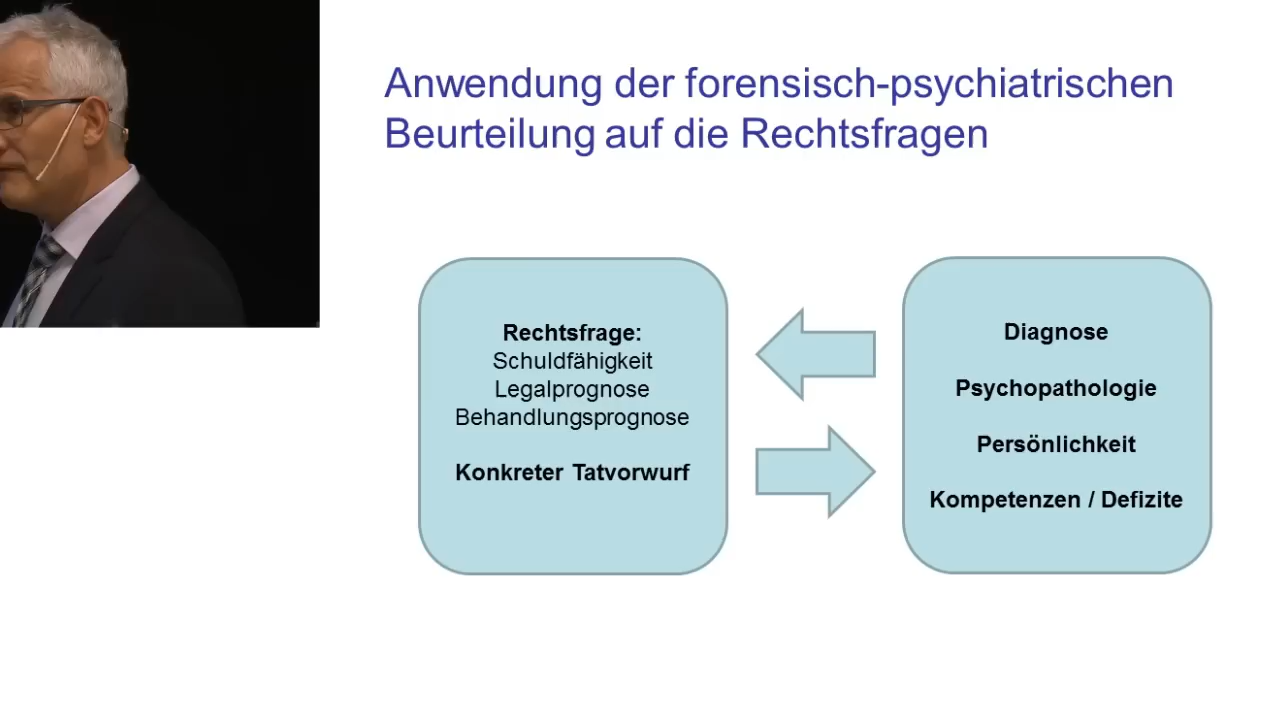 Anwendung der forensisch-psychiatrischen
Beurteilung auf die Rechtsfragen
Rechtsfrage:
Schuldfähigkeit
Legalprognose
Behandlungsprognose
Konkreter Tatvorwurf
Diagnose
Psychopathologie
Persönlichkeit
Kompetenzen / Defizite